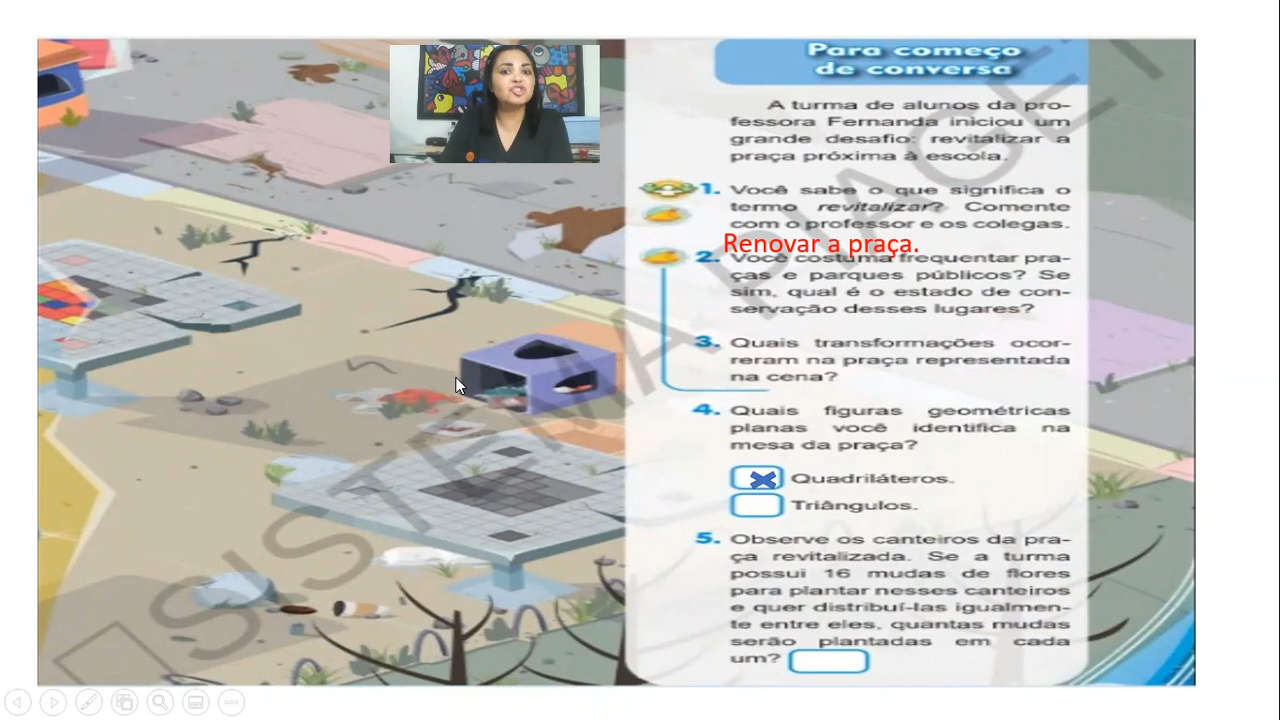 Para começo
de conversa
A turma de alunos da pro-
fessora Fernanda iniciou um
grande desafio: revitalizar a
praça próxima à escola.
1. Você sabe o que significa o
termo revitalizar? Comente
com o professor e os colegas.
Renovar a praça.
2. Você costuma frequentar pra-
ças e parques públicos? Se
sim, qual é o estado de con-
servação desses lugares?
3. Quais transformações ocor-
reram na praça representada
na cena?
4. Quais figuras geométricas
planas você identifica na
mesa da praça?
Quadriláteros.
Triângulos.
5. Observe os canteiros da pra-
ça revitalizada. Se a turma
possui 16 mudas de flores
para plantar nesses canteiros
e quer distribuí-las igualmen-
te entre eles, quantas mudas
serão plantadas em cada
um?
SISTEMA PIAGET